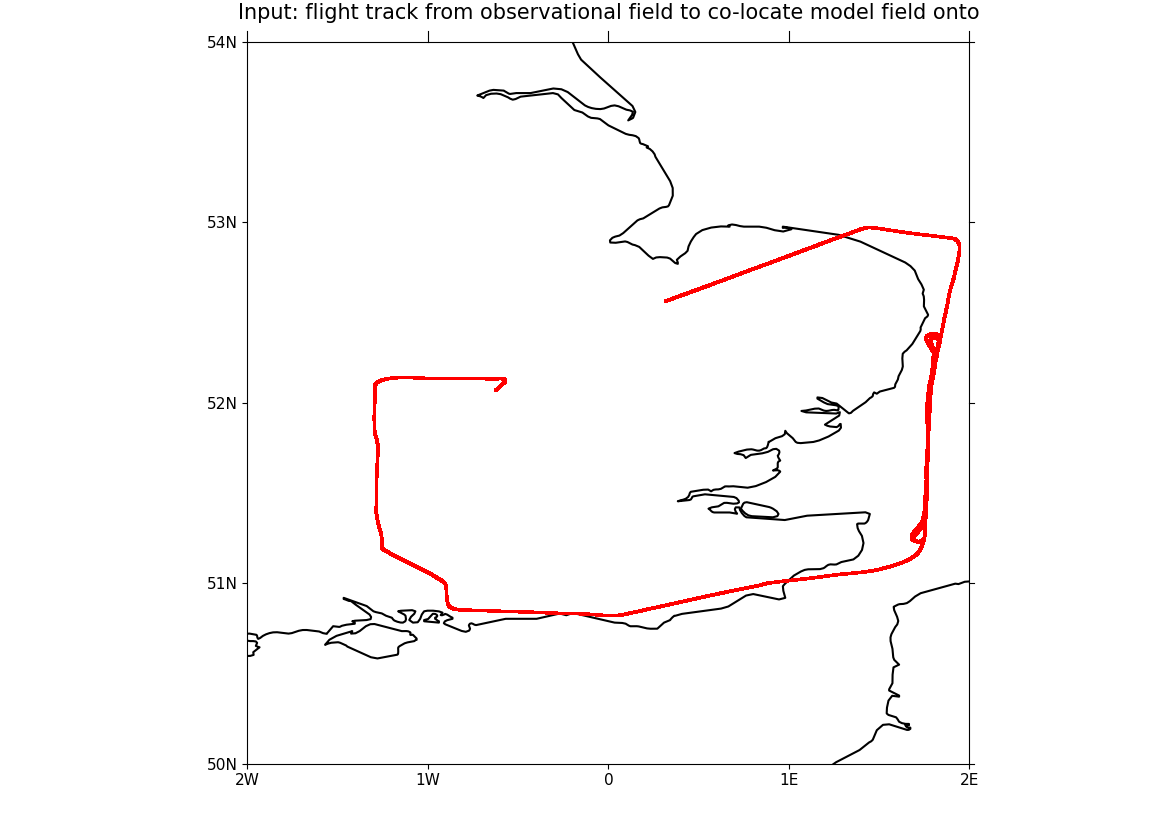 Input: flight track from observational field to co-locate model field onto
54N
53N
52N
51N
50N
2W
1W
0
1E
2E